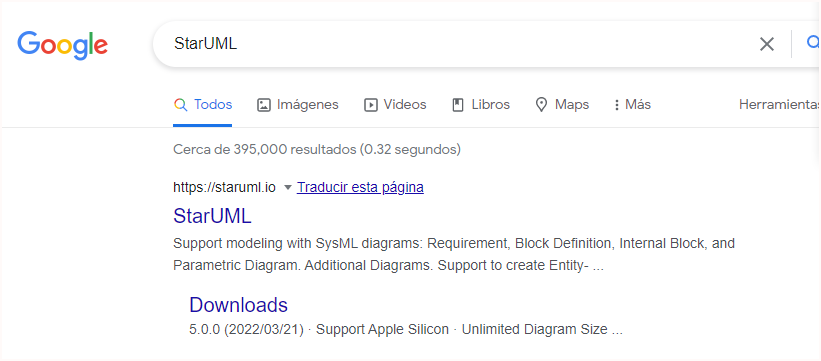 Google StarUML
Todos Imágenes Videos Libros Maps Más Herramientas
Cerca de 395,000 resultados (0.32 segundos)
https://staruml.io Traducir esta página
StarUML
Support modeling with SysML diagrams: Requirement, Block Definition, Internal Block, and
Parametric Diagram. Additional Diagrams. Support to create Entity- ...
Downloads
5.0.0 (2022/03/21) · Support Apple Silicon · Unlimited Diagram Size ...